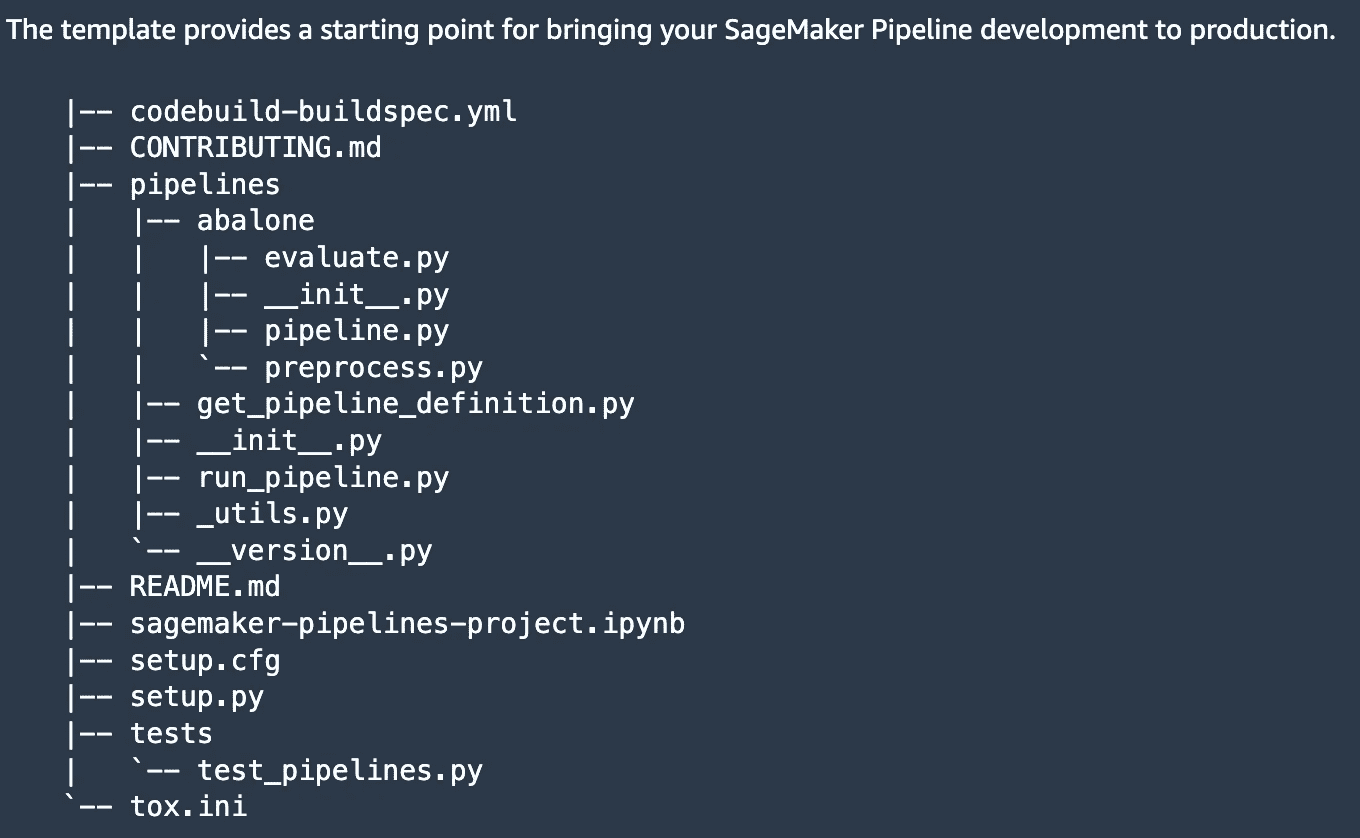 The template provides a starting point for bringing your SageMaker Pipeline development to production.
|-- codebuild-buildspec.yml
|-- CONTRIBUTING.md
|-- pipelines
|   |-- abalone
|   |   |-- evaluate.py
|   |   |-- __init__.py
|   |   |-- pipeline.py
|   |   `-- preprocess.py
|   |-- get_pipeline_definition.py
|   |-- __init__.py
|   |-- run_pipeline.py
|   |-- _utils.py
|   `-- __version__.py
|-- README.md
|-- sagemaker-pipelines-project.ipynb
|-- setup.cfg
|-- setup.py
|-- tests
|   `-- test_pipelines.py
`-- tox.ini